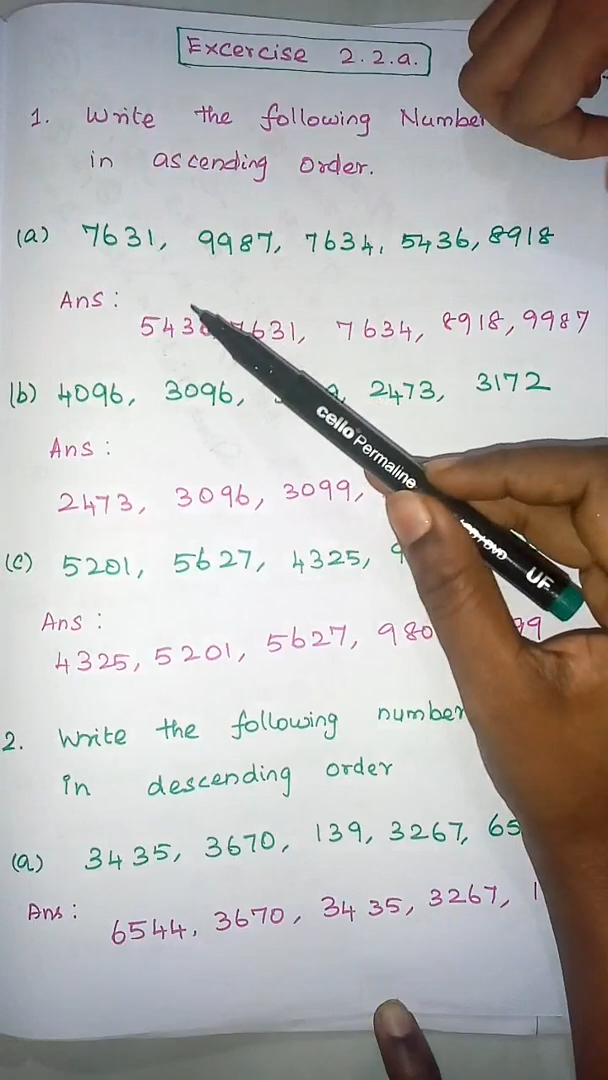 Excercise 2.2.a.
1. Write the following Number
in ascending order.
(a) 7631, 9987, 7634, 5436, 8918
Ans :
5436, 7631, 7634, 8918, 9987
(b) 4096, 3096, 2473, 3172
Ans :
2473, 3096, 3099,
(c) 5201, 5627, 4325,
Ans :
4325, 5201, 5627, 980
2. Write the following number
in descending order
(a) 3435, 3670, 139, 3267, 65
Ans :
6544, 3670, 3435, 3267, 1
cello Permaline
UF